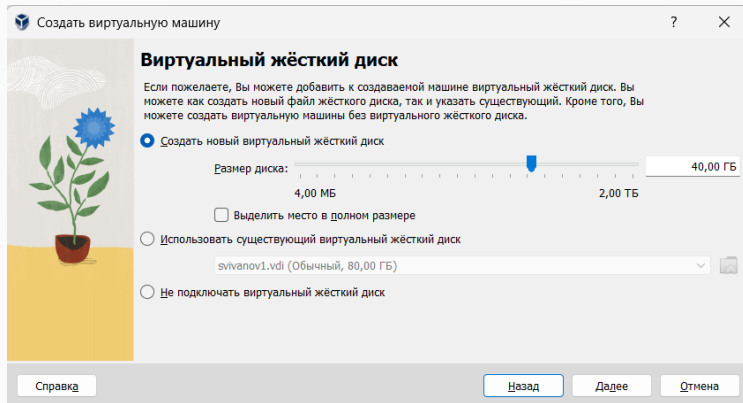 Создать виртуальную машину
?
Виртуальный жёсткий диск
Если пожелаете, Вы можете добавить к создаваемой машине виртуальный жёсткий диск. Вы
можете как создать новый файл жёсткого диска, так и указать существующий. Кроме того, Вы
можете создать виртуальную машины без виртуального жёсткого диска.
Создать новый виртуальный жёсткий диск
Размер диска:
40,00 ГБ
4,00 МБ
2,00 ТБ
Выделить место в полном размере
Использовать существующий виртуальный жёсткий диск
svivanov1.vdi (Обычный, 80,00 ГБ)
Не подключать виртуальный жёсткий диск
Справка
Назад
Далее
Отмена